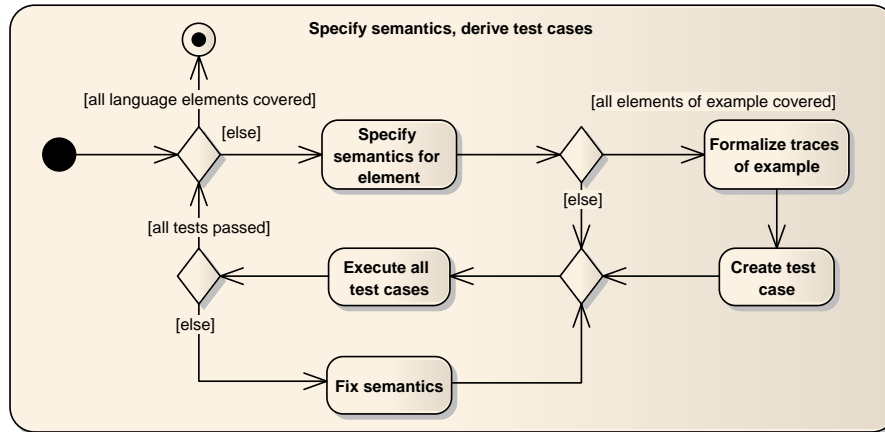 Specify semantics, derive test cases
[all language elements covered]
[all elements of example covered]
[else]
Specify
semantics for
element
Formalize traces
of example
[else]
[all tests passed]
Execute all
test cases
Create test
case
[else]
Fix semantics